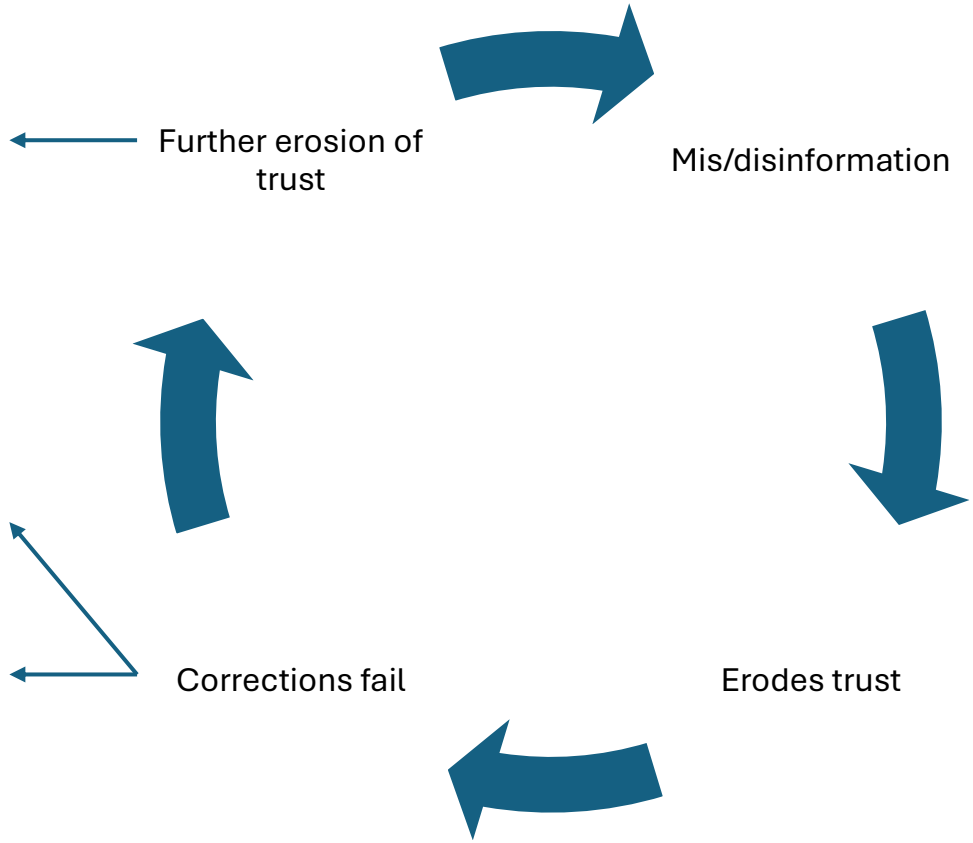 Further erosion of
trust
Mis/disinformation
Corrections fail
Erodes trust